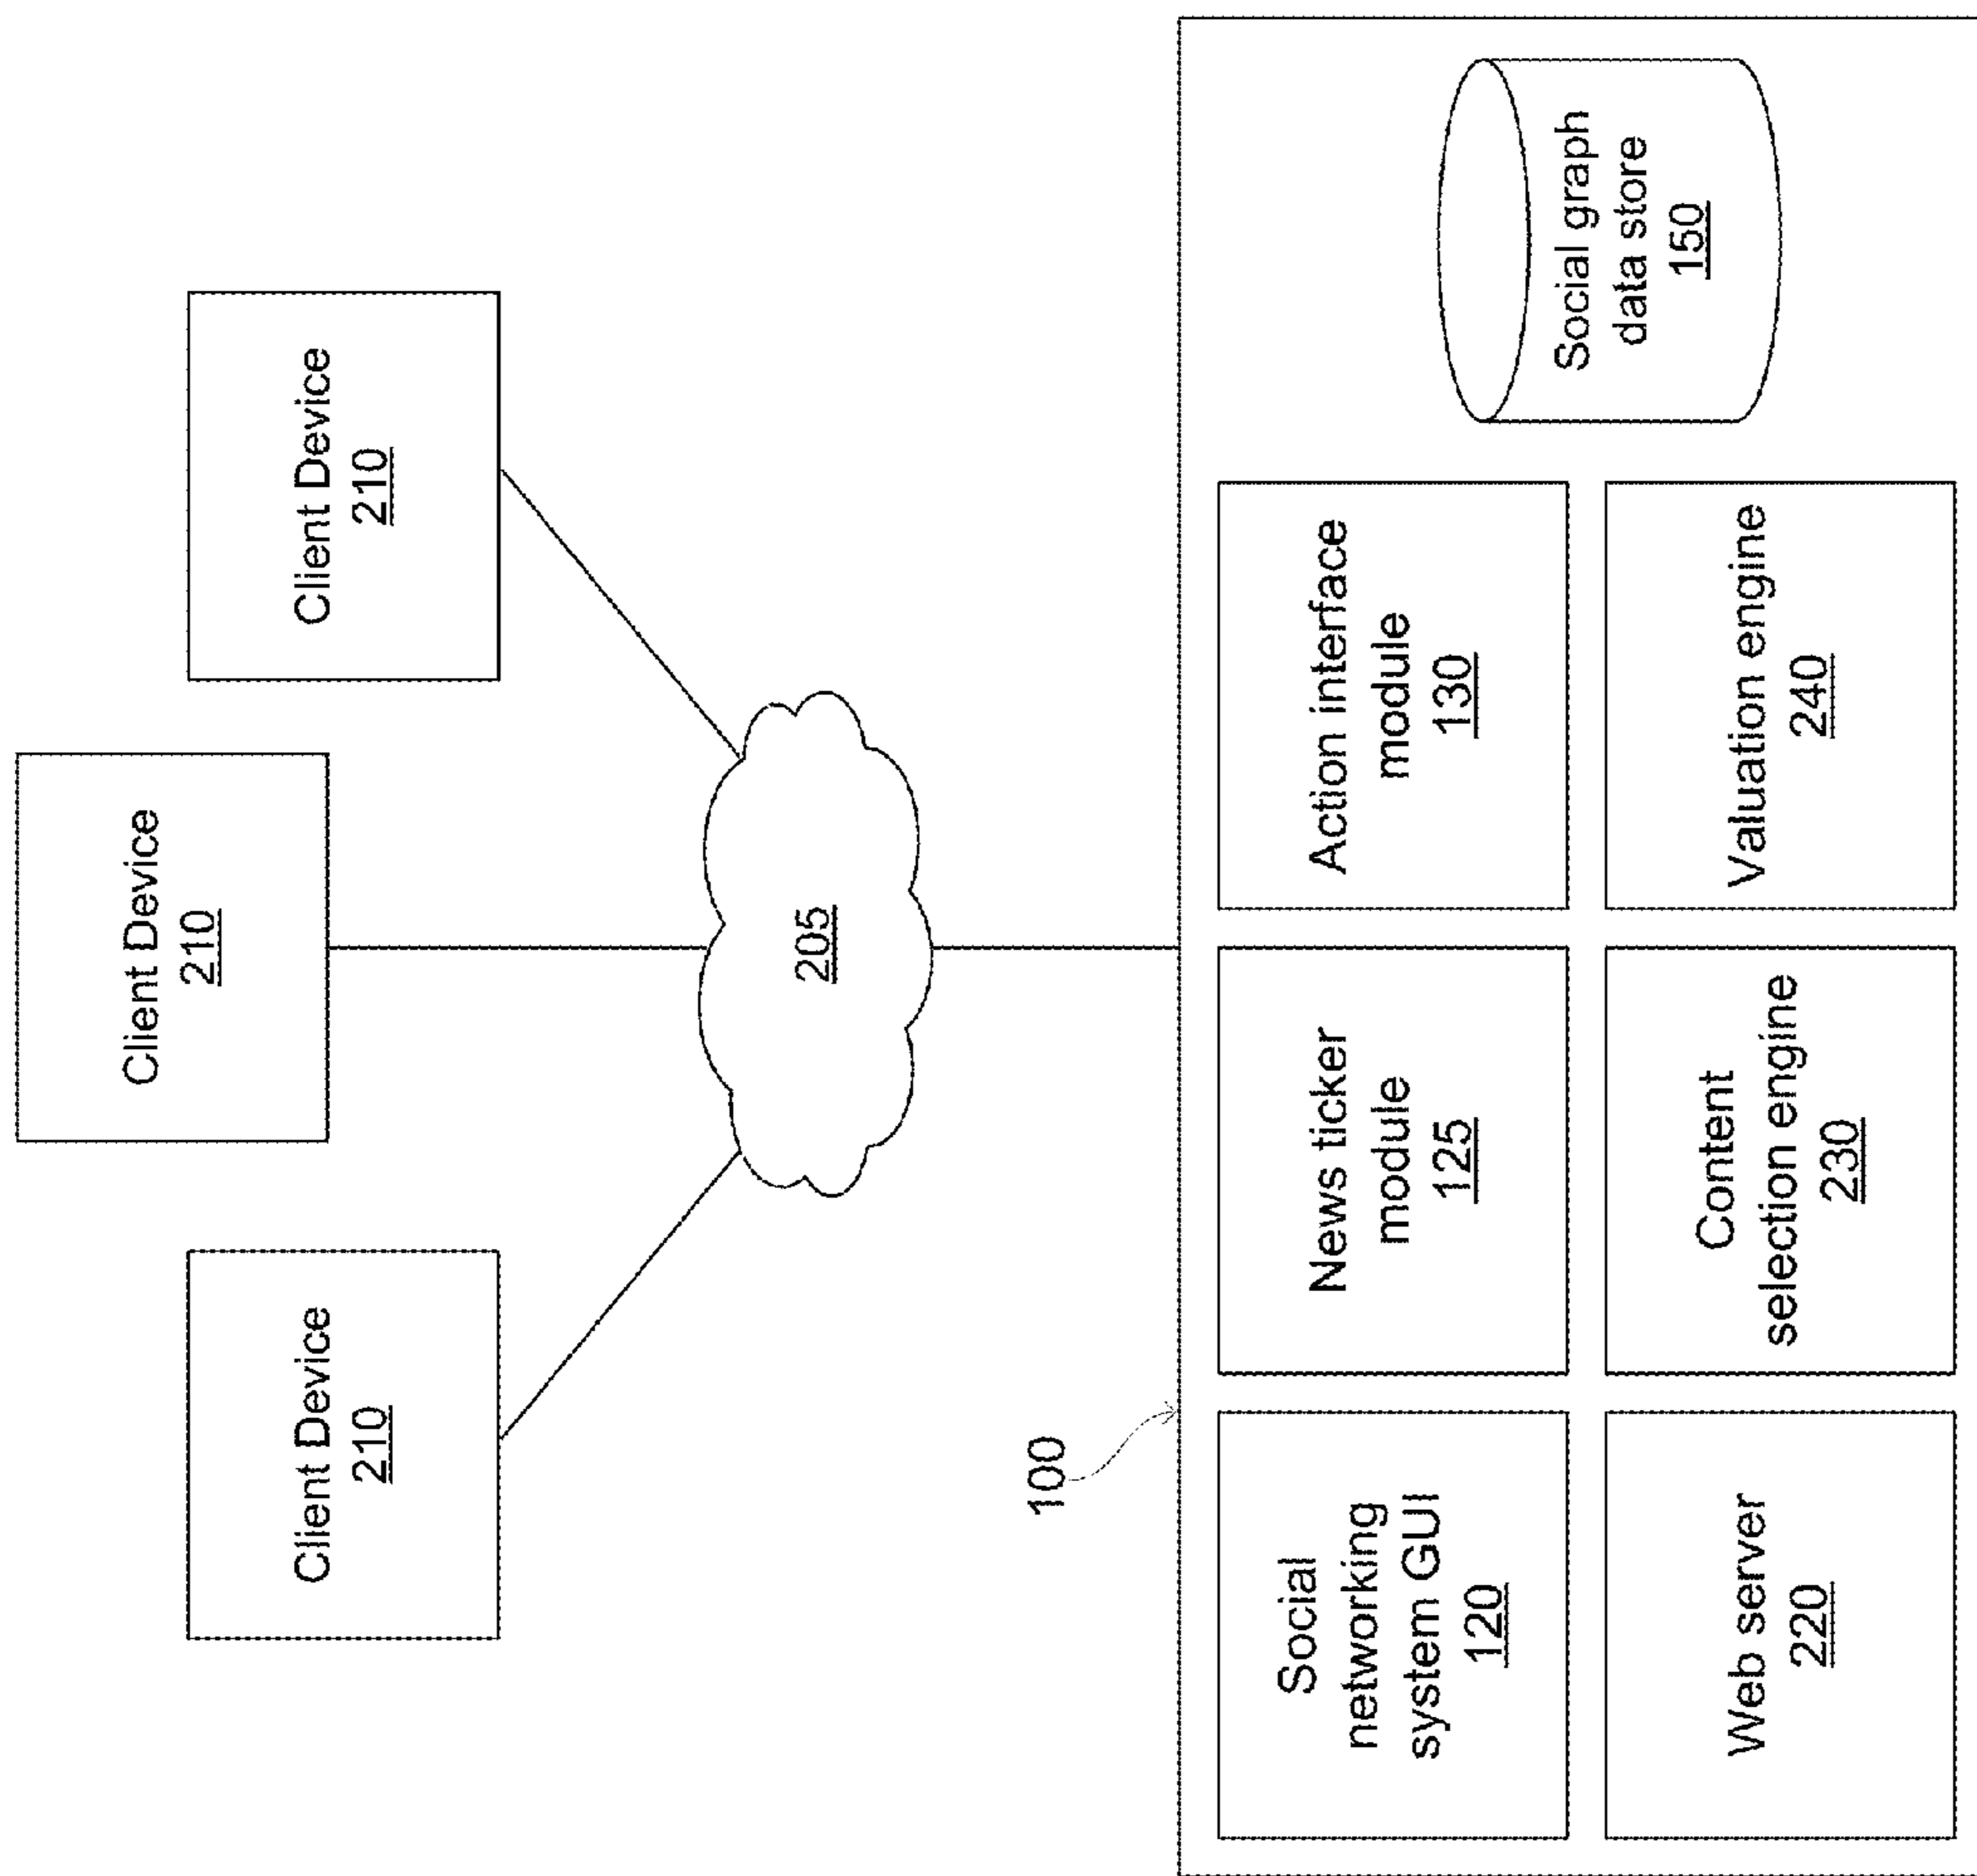 Client Device
210
Client Device
210
Client Device
210
205
100
Social
networking
system GUI
120
News ticker
module
125
Action interface
module
130
Social graph
data store
150
Web server
220
Content
selection engine
230
Valuation engine
240